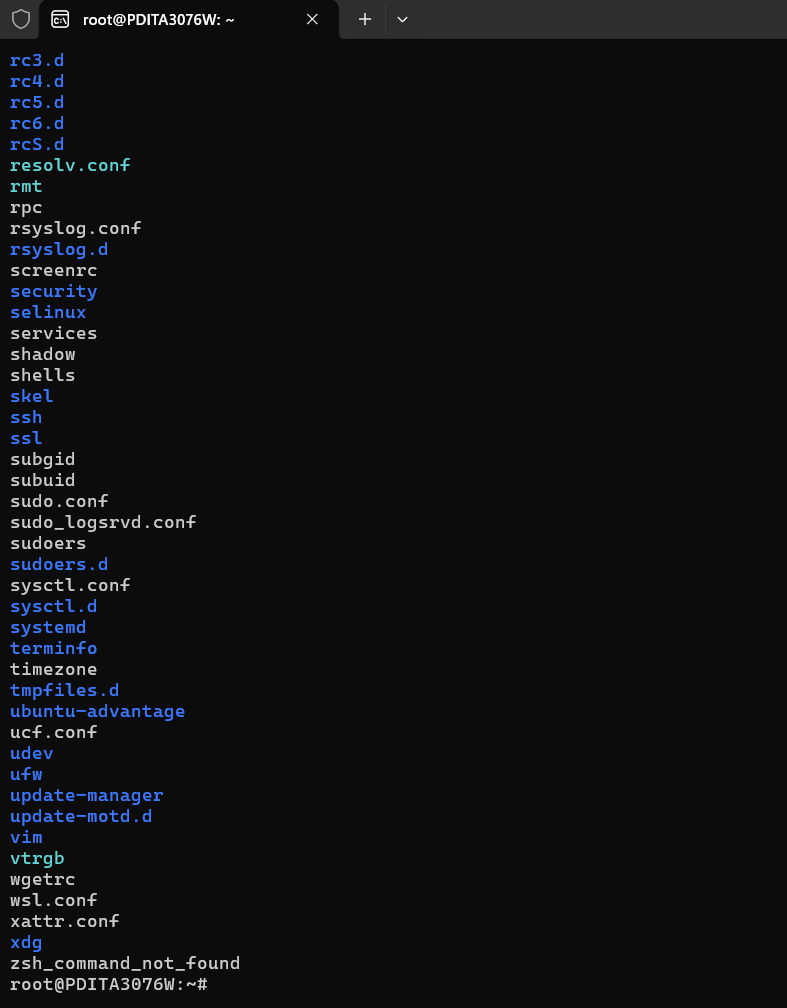 root@PDITA3076W: ~
rc3.d
rc4.d
rc5.d
rc6.d
rcS.d
resolv.conf
rmt
rpc
rsyslog.conf
rsyslog.d
screenrc
security
selinux
services
shadow
shells
skel
ssh
ssl
subgid
subuid
sudo.conf
sudo_logsrvd.conf
sudoers
sudoers.d
sysctl.conf
sysctl.d
systemd
terminfo
timezone
tmpfiles.d
ubuntu-advantage
ucf.conf
udev
ufw
update-manager
update-motd.d
vim
vtrgb
wgetrc
wsl.conf
xattr.conf
xdg
zsh_command_not_found
root@PDITA3076W:~#